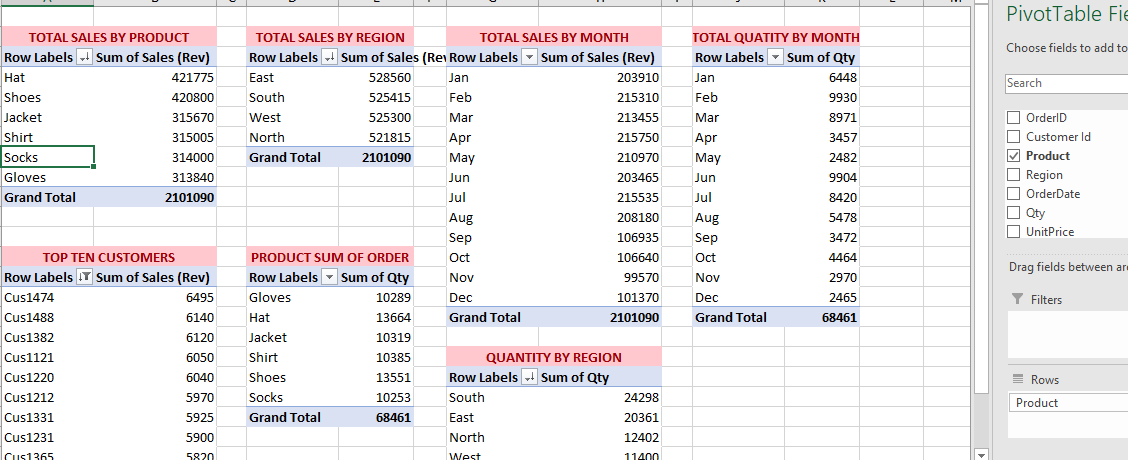 TOTAL SALES BY PRODUCT
Row Labels Sum of Sales (Rev)
Hat 421775
Shoes 420800
Jacket 315670
Shirt 315005
Socks 314000
Gloves 313840
Grand Total 2101090
TOTAL SALES BY REGION
Row Labels Sum of Sales (Rev
East 528560
South 525415
West 525300
North 521815
Grand Total 2101090
TOTAL SALES BY MONTH
Row Labels Sum of Sales (Rev)
Jan 203910
Feb 215310
Mar 213455
Apr 215750
May 210970
Jun 203465
Jul 215535
Aug 208180
Sep 106935
Oct 106640
Nov 99570
Dec 101370
Grand Total 2101090
TOTAL QUATITY BY MONTH
Row Labels Sum of Qty
Jan 6448
Feb 9930
Mar 8971
Apr 3457
May 2482
Jun 9904
Jul 8420
Aug 5478
Sep 3472
Oct 4464
Nov 2970
Dec 2465
Grand Total 68461
TOP TEN CUSTOMERS
Row Labels Sum of Sales (Rev)
Cus1474 6495
Cus1488 6140
Cus1382 6120
Cus1121 6050
Cus1220 6040
Cus1212 5970
Cus1331 5925
Cus1231 5900
Cus1365 5820
PRODUCT SUM OF ORDER
Row Labels Sum of Qty
Gloves 10289
Hat 13664
Jacket 10319
Shirt 10385
Shoes 13551
Socks 10253
Grand Total 68461
QUANTITY BY REGION
Row Labels Sum of Qty
South 24298
East 20361
North 12402
West 11400
PivotTable Fie
Choose fields to add to
Search
OrderID
Customer Id
Product
Region
OrderDate
Qty
UnitPrice
Drag fields between are
Filters
Rows
Product